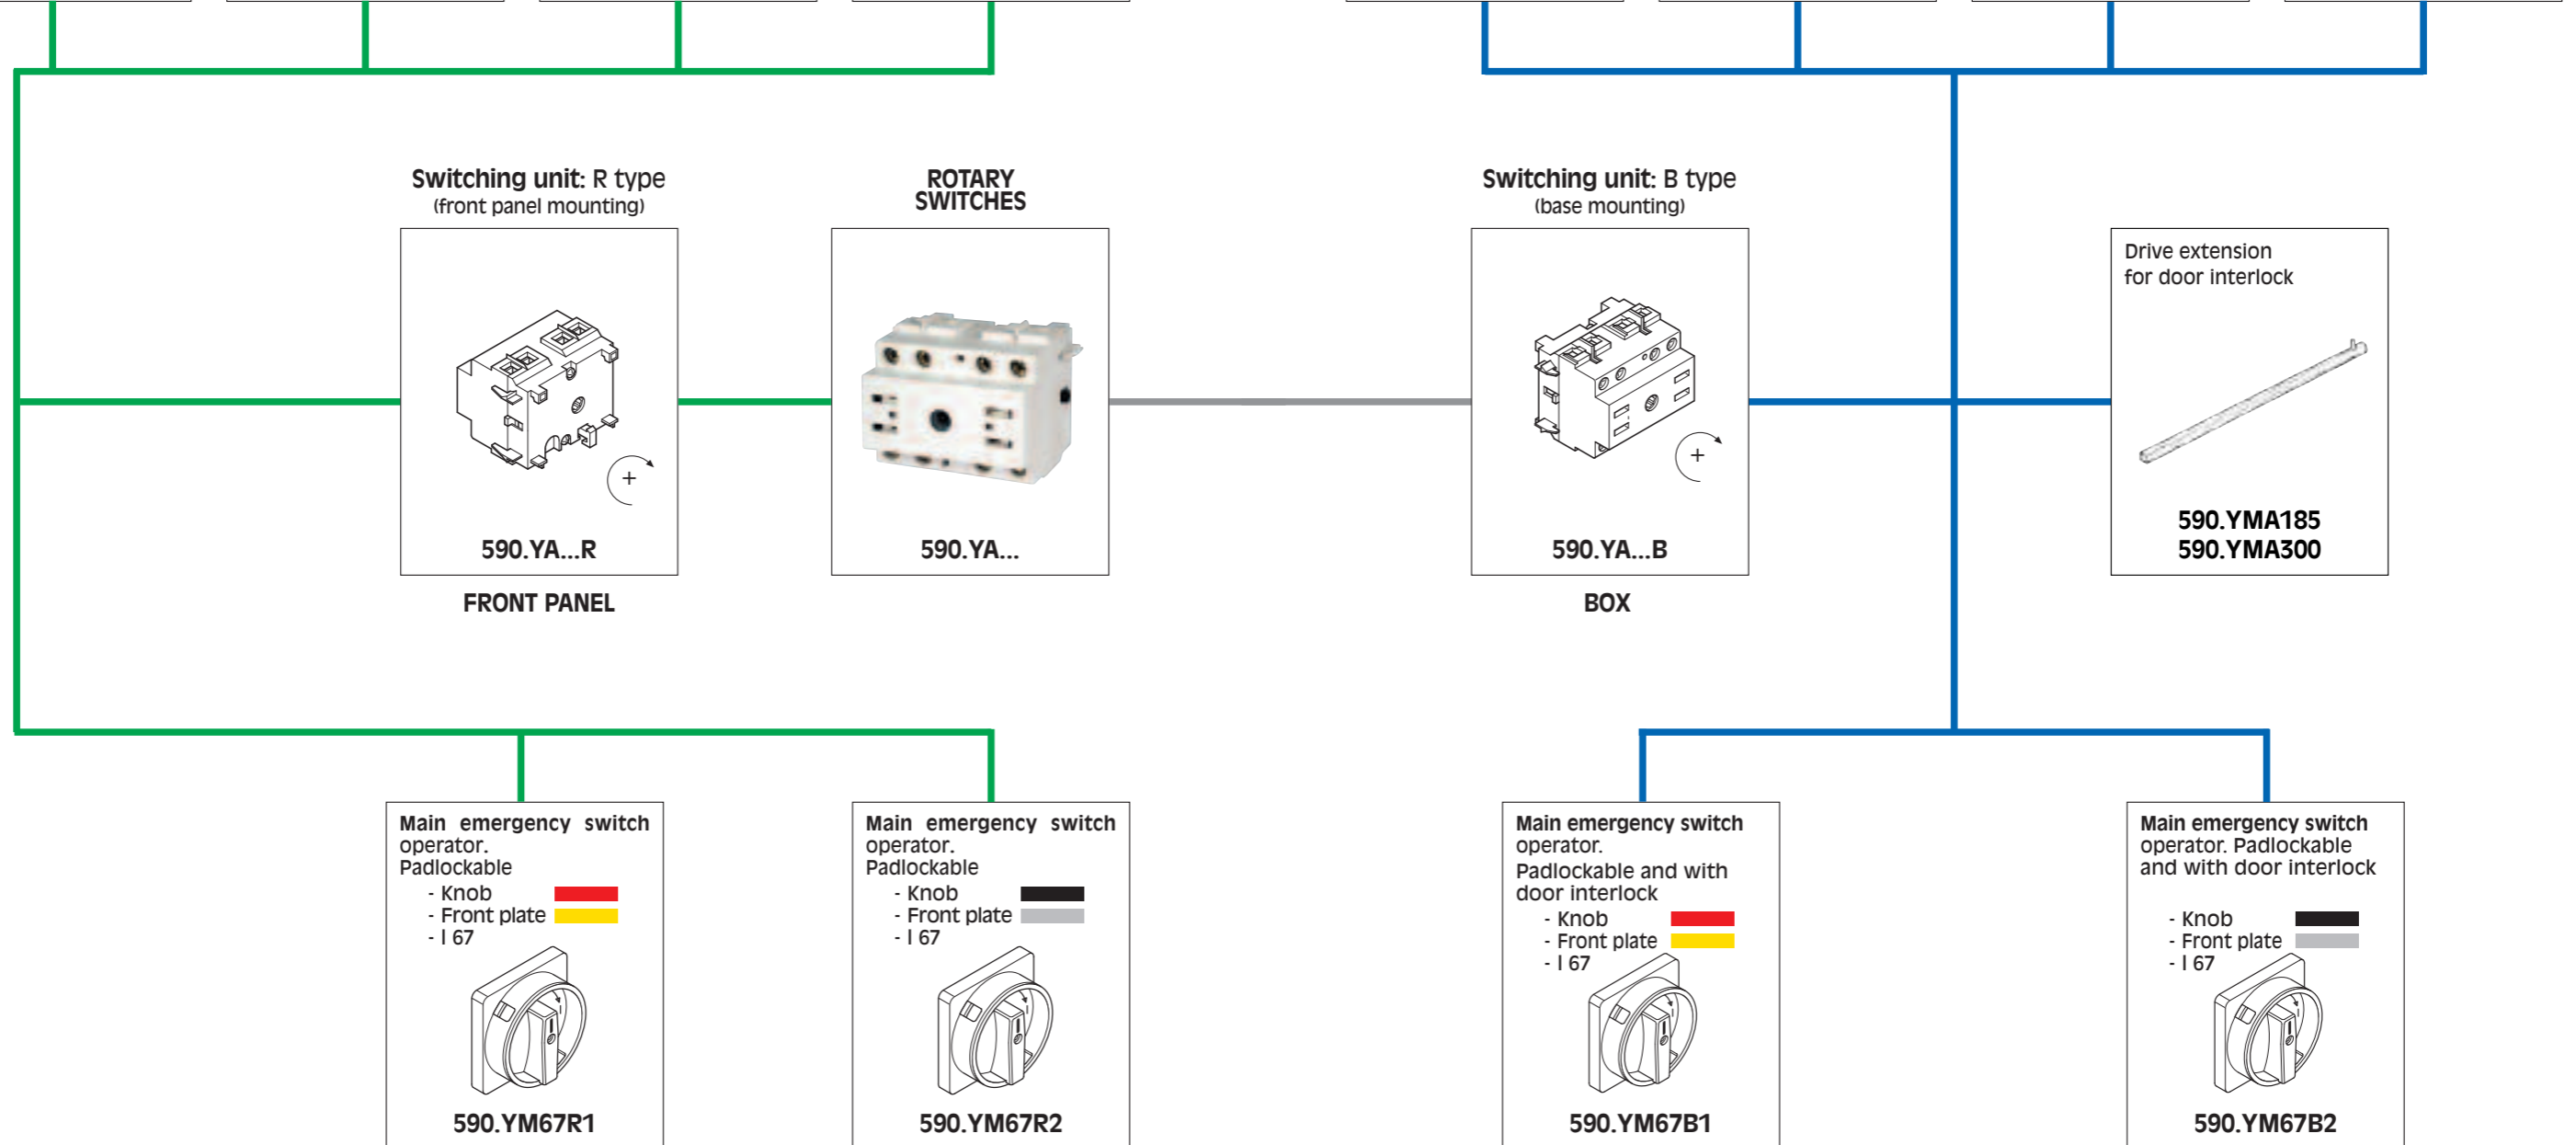 Switching unit: R type
(front panel mounting)
590.YA...R
FRONT PANEL
ROTARY
SWITCHES
590.YA...
Switching unit: B type
(base mounting)
590.YA...B
BOX
Drive extension
for door interlock
590.YMA185
590.YMA300
Main emergency switch
operator.
Padlockable
- Knob
- Front plate
- I 67
590.YM67R1
Main emergency switch
operator.
Padlockable
- Knob
- Front plate
- I 67
590.YM67R2
Main emergency switch
operator.
Padlockable and with
door interlock
- Knob
- Front plate
- I 67
590.YM67B1
Main emergency switch
operator. Padlockable
and with door interlock
- Knob
- Front plate
- I 67
590.YM67B2